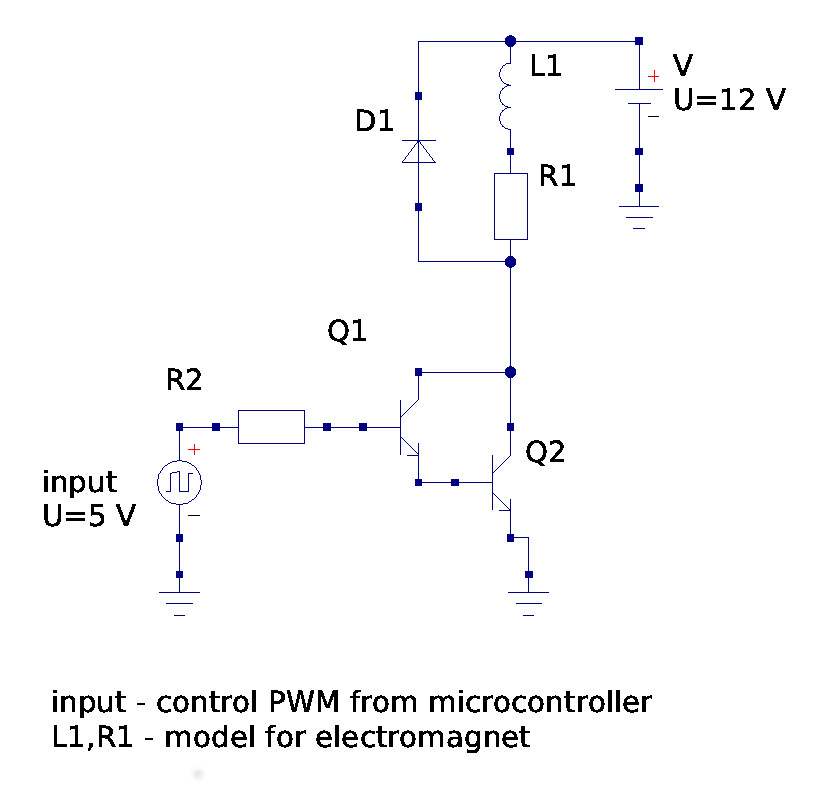 L1
V
U=12 V
D1
R1
Q1
R2
Q2
input
U=5 V
input - control PWM from microcontroller
L1,R1 - model for electromagnet